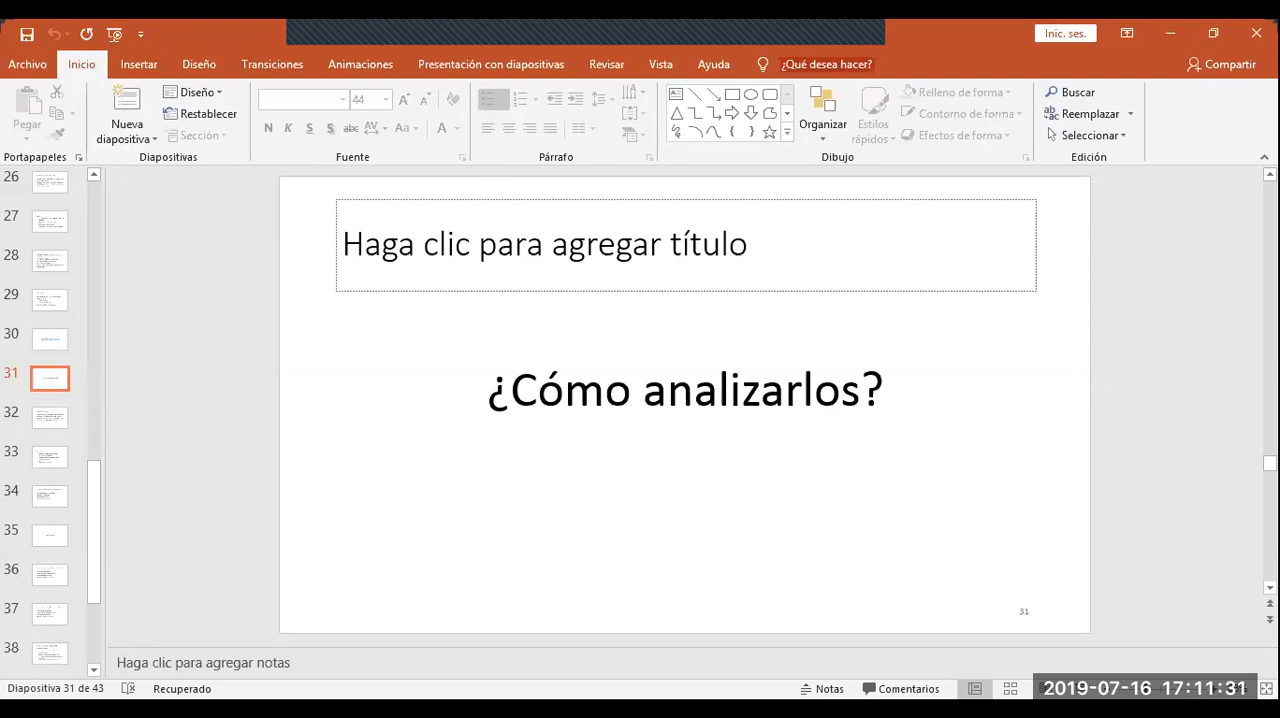 Inic. ses.
Archivo Inicio Insertar Diseño Transiciones Animaciones Presentación con diapositivas Revisar Vista Ayuda ¿Qué desea hacer? Compartir
Pegar
Nueva diapositiva
Diseño
Restablecer
Sección
44
N K S S abc AV Aa A
Organizar
Estilos rápidos
Relleno de forma
Contorno de forma
Efectos de forma
Buscar
Reemplazar
Seleccionar
Portapapeles Diapositivas Fuente Párrafo Dibujo Edición
26
27
28
29
30
31
32
33
34
35
36
37
38
Haga clic para agregar título
¿Cómo analizarlos?
31
Haga clic para agregar notas
Diapositiva 31 de 43 Recuperado Notas Comentarios 2019-07-16 17:11:31